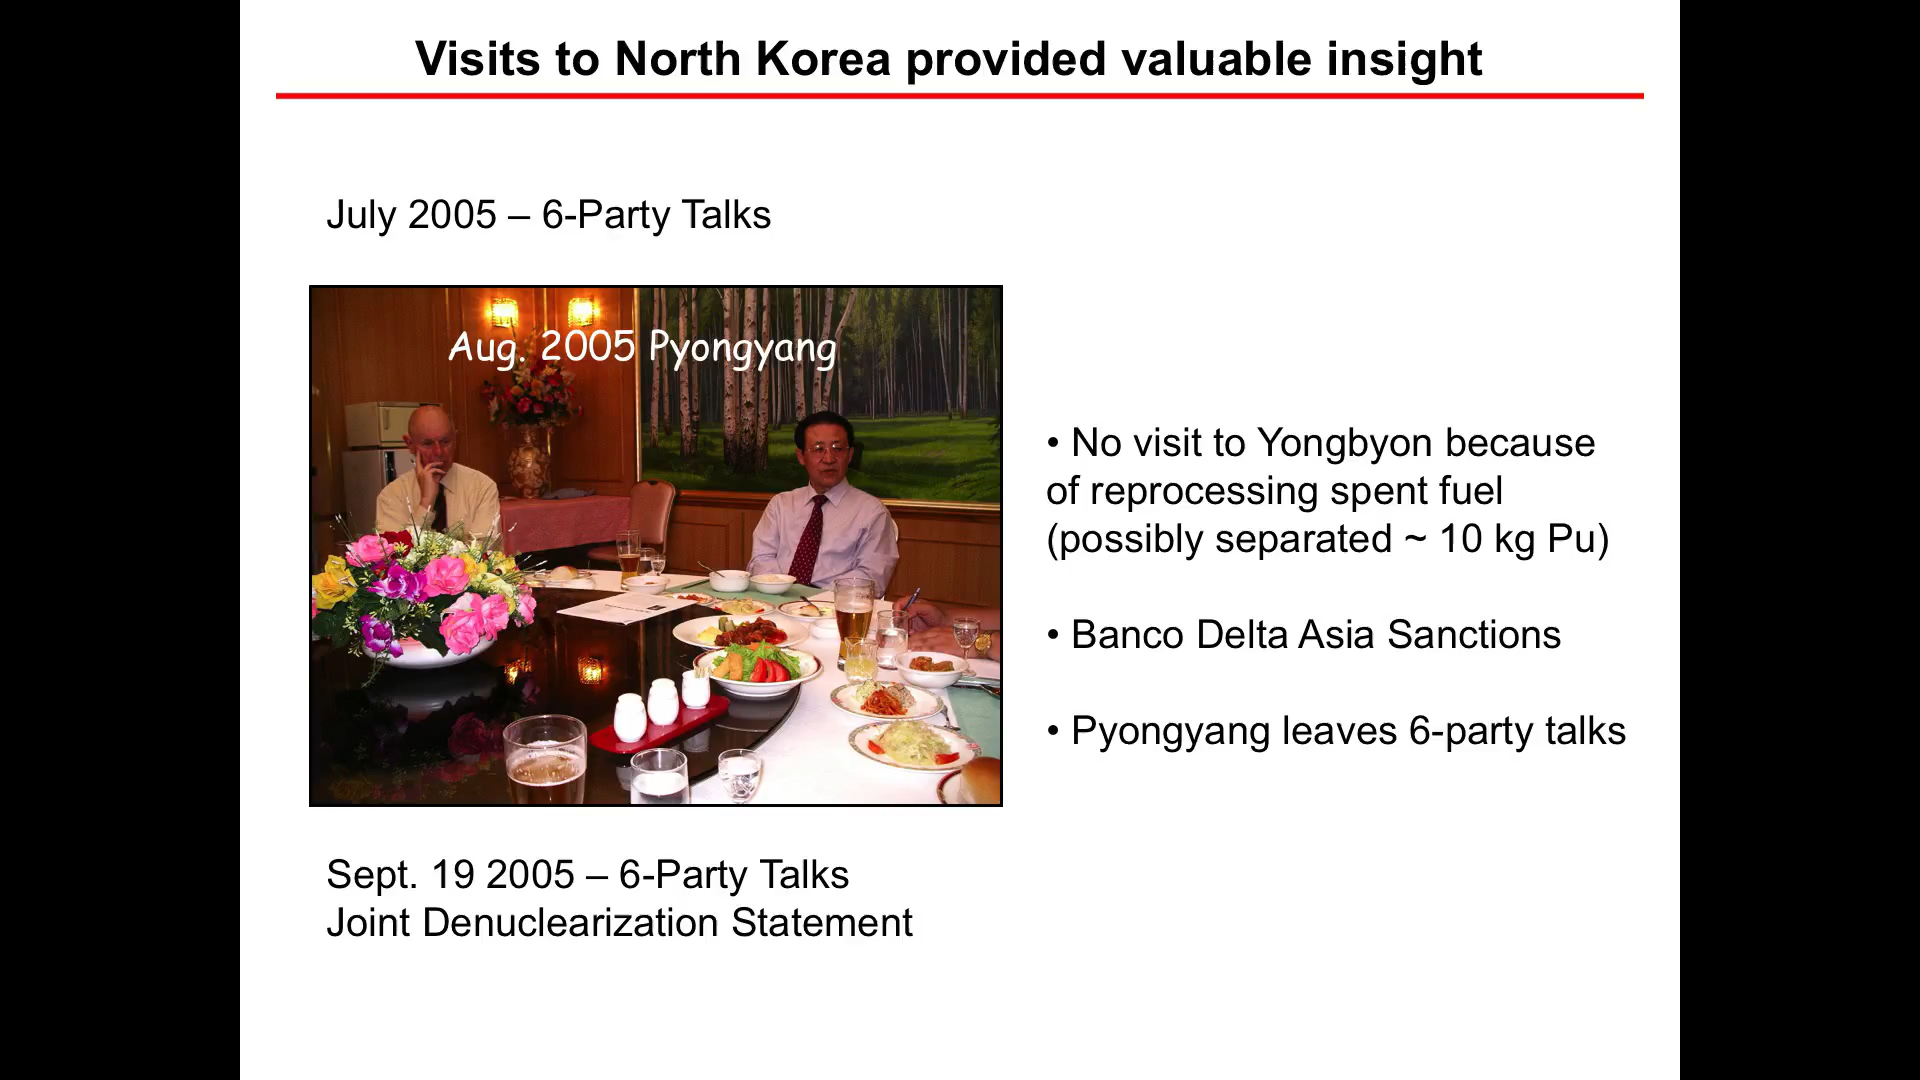 Visits to North Korea provided valuable insight
July 2005 – 6-Party Talks
Aug. 2005 Pyongyang
• No visit to Yongbyon because
of reprocessing spent fuel
(possibly separated ~ 10 kg Pu)
• Banco Delta Asia Sanctions
• Pyongyang leaves 6-party talks
Sept. 19 2005 – 6-Party Talks
Joint Denuclearization Statement